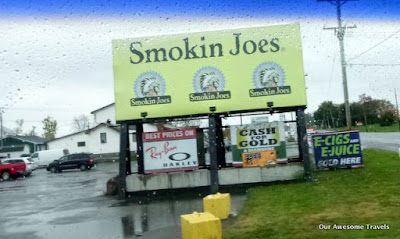 Smokin Joes
Smokin Joes
Smokin Joes
Smokin Joes
BEST PRICES ON
Ray-Ban
OAKLEY
CASH
FOR
GOLD
E-CIGS
E-JUICE
SOLD HERE
Our Awesome Travels